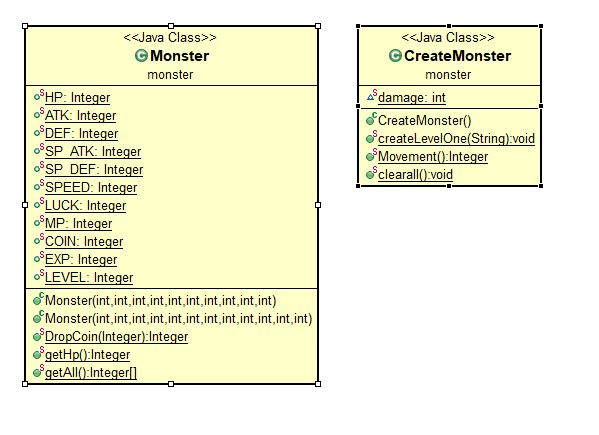 <<Java Class>>
Monster
monster
HP: Integer
ATK: Integer
DEF: Integer
SP_ATK: Integer
SP_DEF: Integer
SPEED: Integer
LUCK: Integer
MP: Integer
COIN: Integer
EXP: Integer
LEVEL: Integer
Monster(int,int,int,int,int,int,int,int,int,int)
Monster(int,int,int,int,int,int,int,int,int,int,int,int)
DropCoin(Integer):Integer
getHp():Integer
getAll():Integer[]
<<Java Class>>
CreateMonster
monster
damage: int
CreateMonster()
createLevelOne(String):void
Movement():Integer
clearall():void